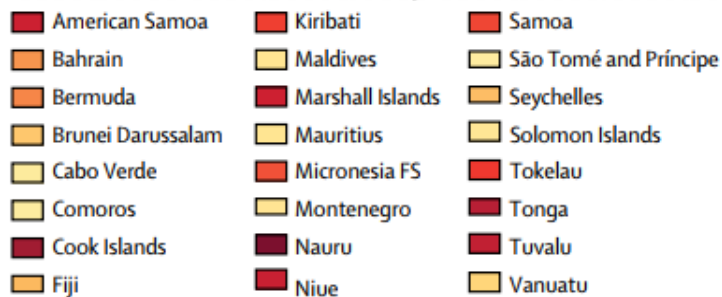 American Samoa
Bahrain
Bermuda
Brunei Darussalam
Cabo Verde
Comoros
Cook Islands
Fiji
Kiribati
Maldives
Marshall Islands
Mauritius
Micronesia FS
Montenegro
Nauru
Niue
Samoa
São Tomé and Príncipe
Seychelles
Solomon Islands
Tokelau
Tonga
Tuvalu
Vanuatu